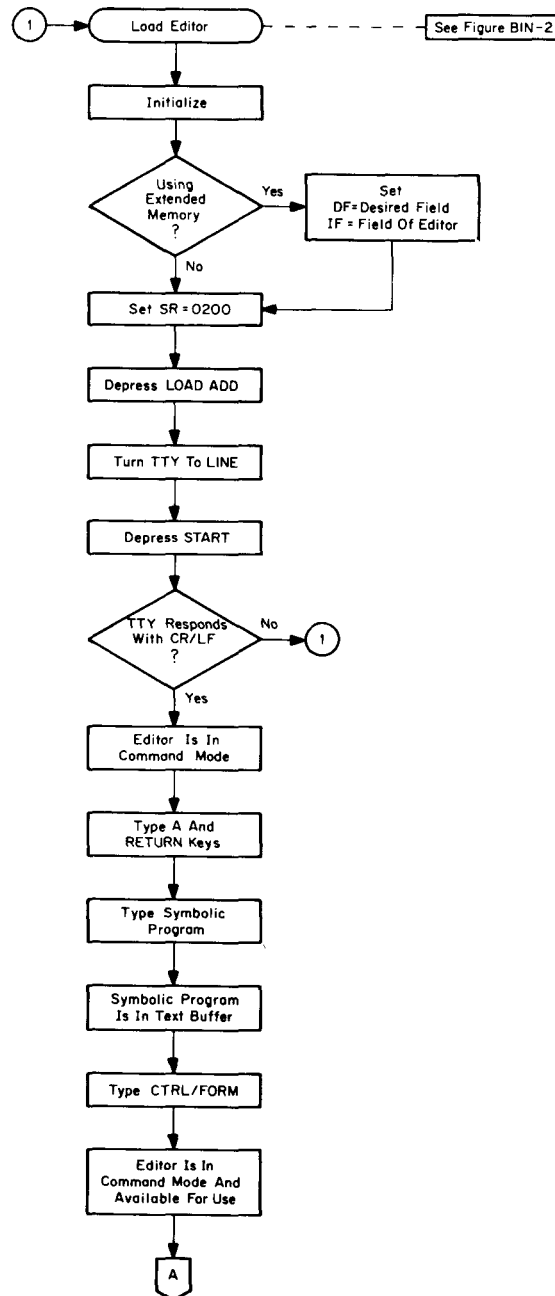 1
Load Editor
See Figure BIN-2
Initialize
Using
Extended
Memory
?
Yes
Set
DF=Desired Field
IF = Field Of Editor
No
Set SR = 0200
Depress LOAD ADD
Turn TTY To LINE
Depress START
TTY Responds
With CR/LF
?
No
1
Yes
Editor Is In
Command Mode
Type A And
RETURN Keys
Type Symbolic
Program
Symbolic Program
Is In Text Buffer
Type CTRL/FORM
Editor Is In
Command Mode And
Available For Use
A